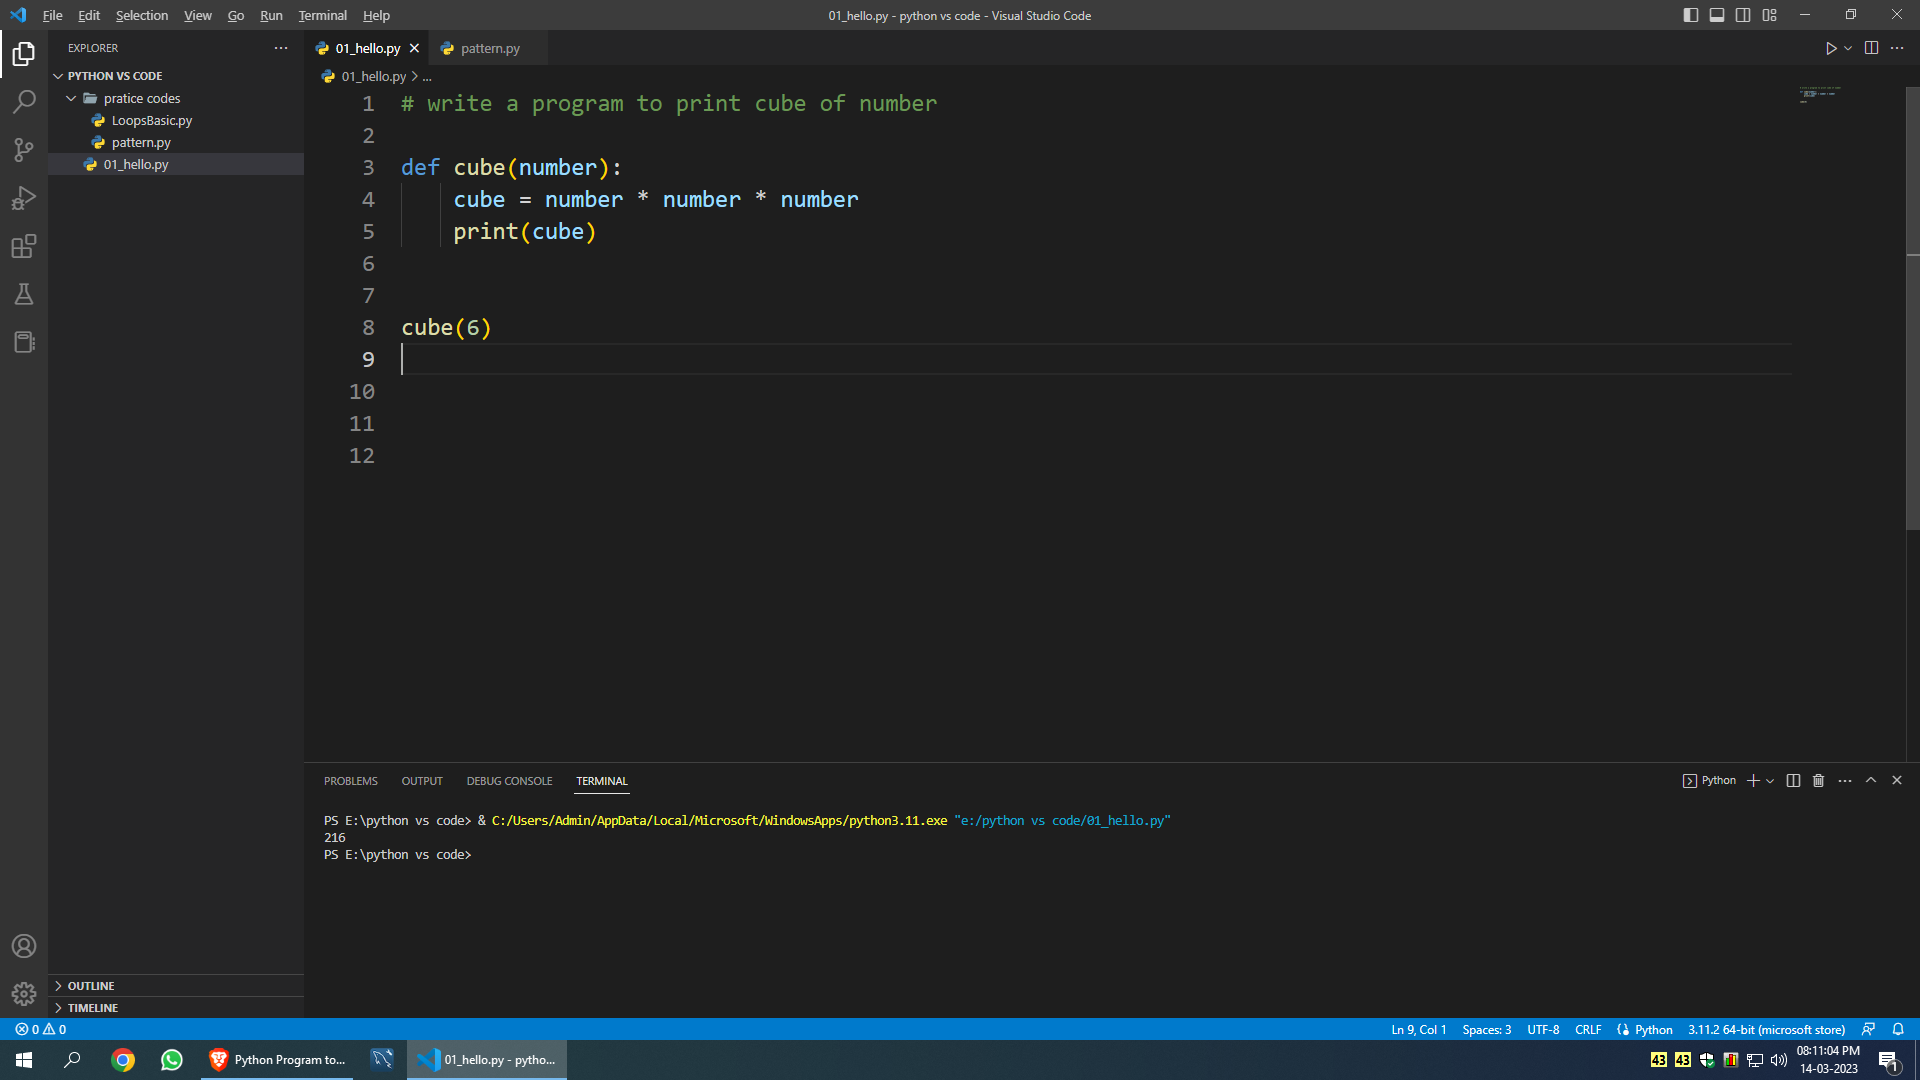 File Edit Selection View Go Run Terminal Help
01_hello.py - python vs code - Visual Studio Code
EXPLORER
PYTHON VS CODE
pratice codes
LoopsBasic.py
pattern.py
01_hello.py
OUTLINE
TIMELINE
01_hello.py
pattern.py
01_hello.py > ...
1 # write a program to print cube of number
2
3 def cube(number):
4 cube = number * number * number
5 print(cube)
6
7
8 cube(6)
9
10
11
12
PROBLEMS OUTPUT DEBUG CONSOLE TERMINAL
Python
PS E:\python vs code> & C:/Users/Admin/AppData/Local/Microsoft/WindowsApps/python3.11.exe "e:/python vs code/01_hello.py"
216
PS E:\python vs code>
0 0
Ln 9, Col 1 Spaces: 3 UTF-8 CRLF Python 3.11.2 64-bit (microsoft store)
Python Program to...
01_hello.py - pytho...
43 43
08:11:04 PM
14-03-2023
1